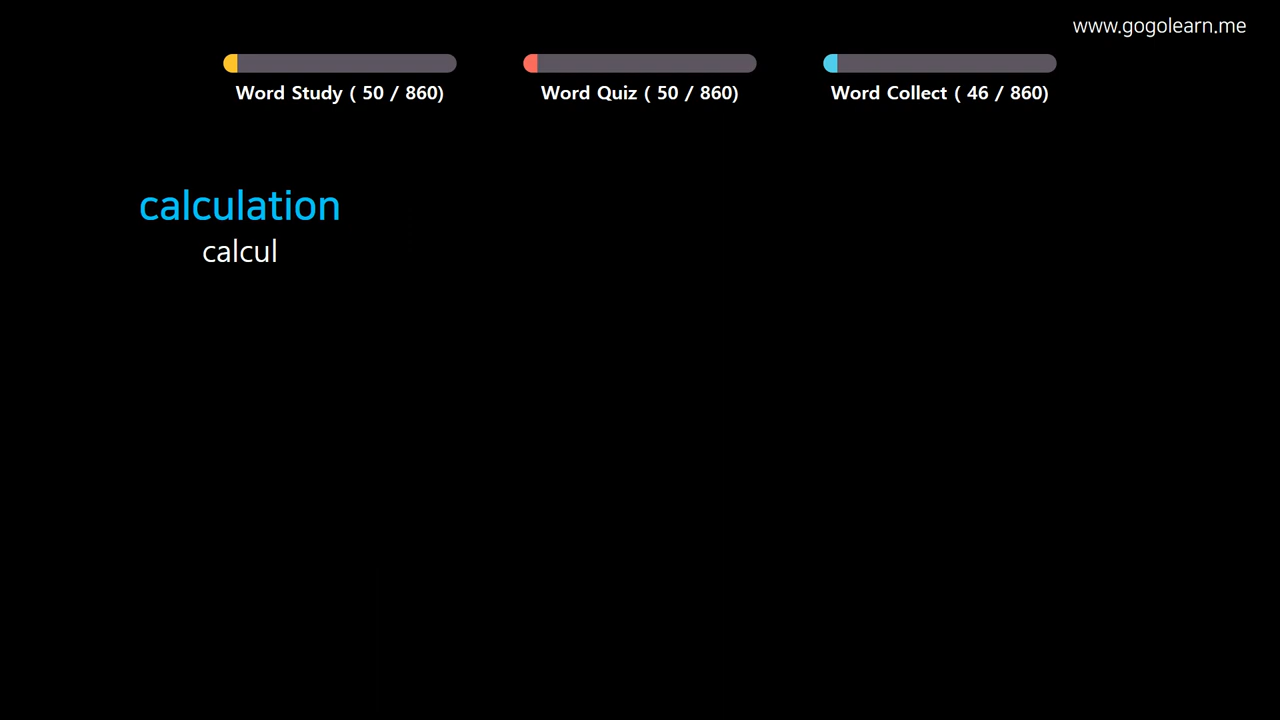 www.gogolearn.me
Word Study ( 50 / 860)
Word Quiz ( 50 / 860)
Word Collect ( 46 / 860)
calculation
calcul